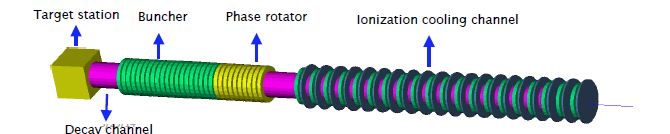 Target station
Buncher
Phase rotator
Ionization cooling channel
Decay channel